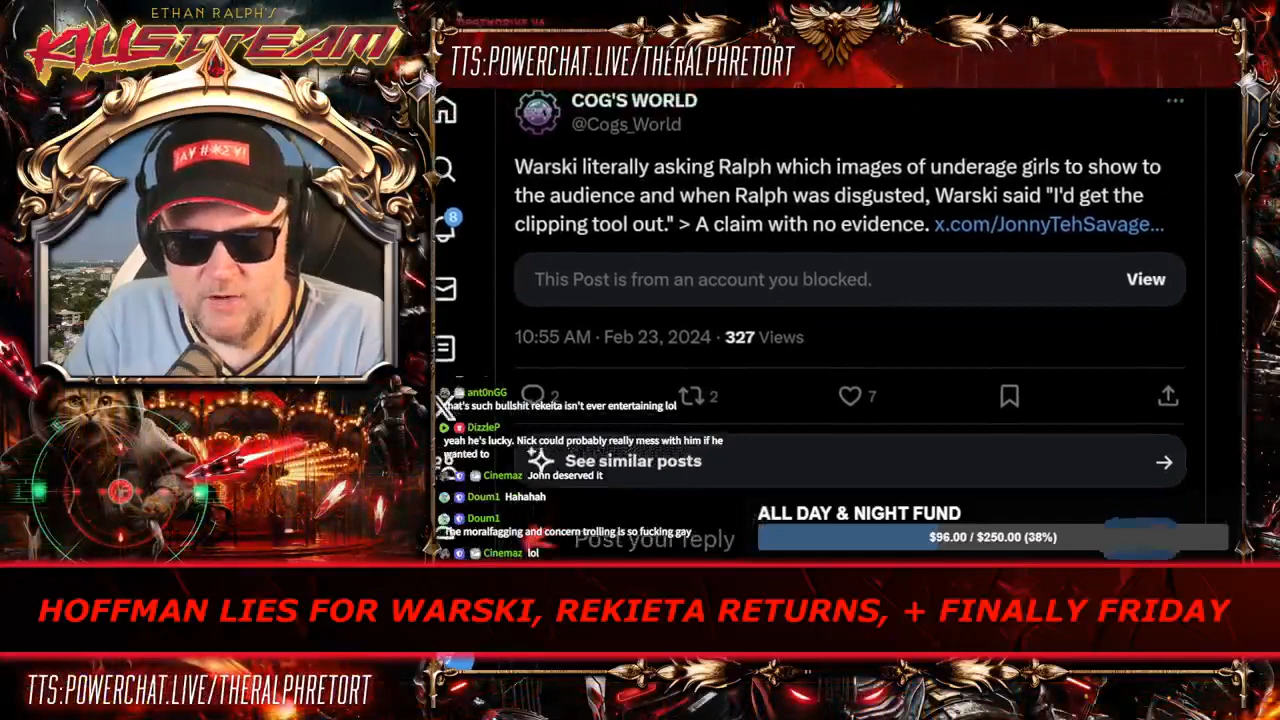 ETHAN RALPH'S
KILLSTREAM
TTS:POWERCHAT.LIVE/THERALPHRETORT
COG'S WORLD
@Cogs_World
Warski literally asking Ralph which images of underage girls to show to
the audience and when Ralph was disgusted, Warski said "I'd get the
clipping tool out." > A claim with no evidence. x.com/JonnyTehSavage...
8
This Post is from an account you blocked.
View
10:55 AM · Feb 23, 2024 · 327 Views
2
2
7
ant0nGG
that's such bullshit rekeita isn't ever entertaining lol
DizzleP
yeah he's lucky. Nick could probably really mess with him if he
wanted to
See similar posts
Cinemaz John deserved it
Doum1 Hahahah
Doum1
The moralfagging and concern trolling is so fucking gay
Cinemaz lol
Post your reply
ALL DAY & NIGHT FUND
$96.00 / $250.00 (38%)
HOFFMAN LIES FOR WARSKI, REKIETA RETURNS, + FINALLY FRIDAY
TTS:POWERCHAT.LIVE/THERALPHRETORT